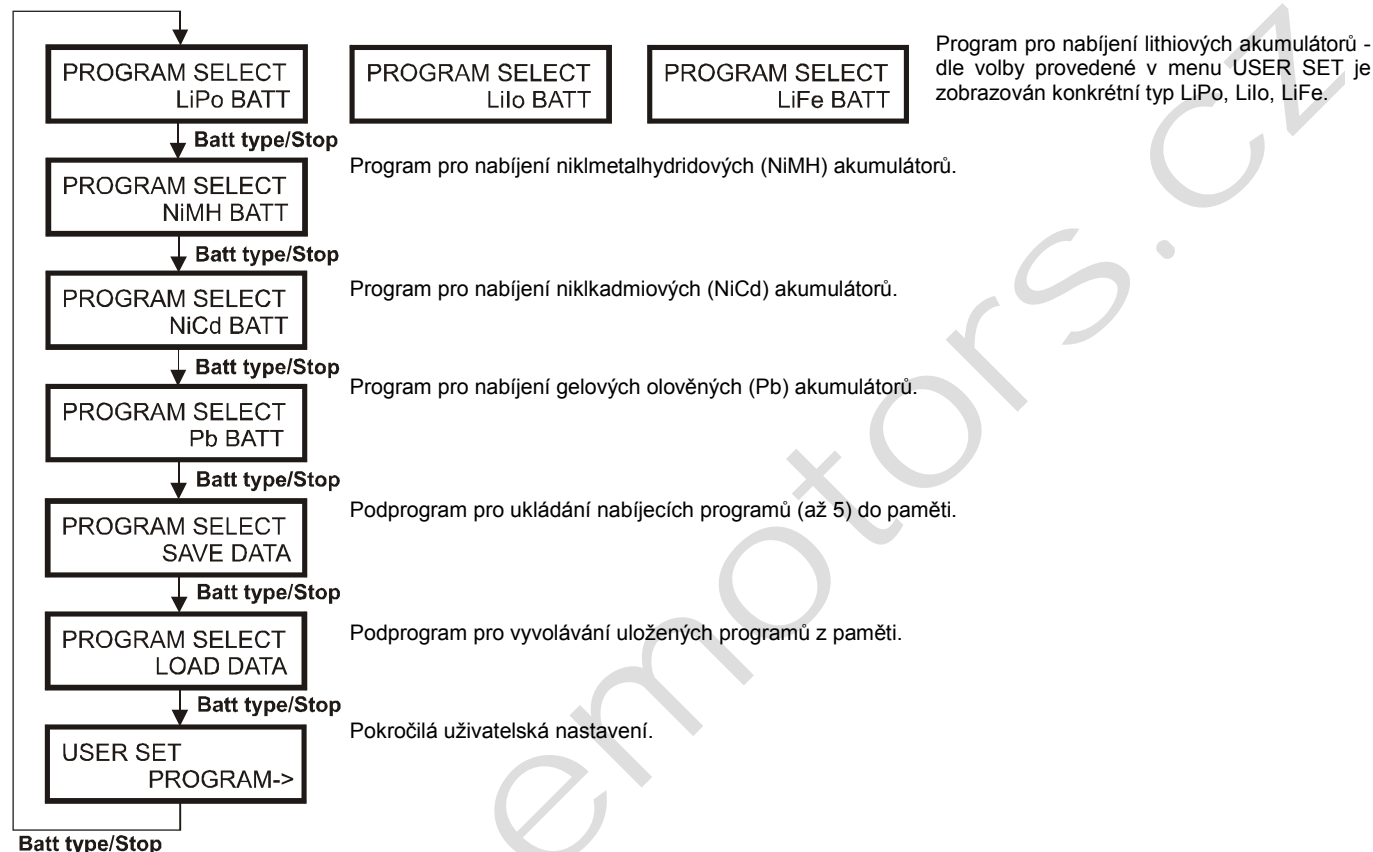 PROGRAM SELECT
LiPo BATT
PROGRAM SELECT
LiIo BATT
PROGRAM SELECT
LiFe BATT
Program pro nabíjení lithiových akumulátorů -
dle volby provedené v menu USER SET je
zobrazován konkrétní typ LiPo, LiIo, LiFe.
Batt type/Stop
PROGRAM SELECT
NiMH BATT
Program pro nabíjení niklmetalhydridových (NiMH) akumulátorů.
Batt type/Stop
PROGRAM SELECT
NiCd BATT
Program pro nabíjení niklkadmiových (NiCd) akumulátorů.
Batt type/Stop
PROGRAM SELECT
Pb BATT
Program pro nabíjení gelových olověných (Pb) akumulátorů.
Batt type/Stop
PROGRAM SELECT
SAVE DATA
Podprogram pro ukládání nabíjecích programů (až 5) do paměti.
Batt type/Stop
PROGRAM SELECT
LOAD DATA
Podprogram pro vyvolávání uložených programů z paměti.
Batt type/Stop
USER SET
PROGRAM->
Pokročilá uživatelská nastavení.
Batt type/Stop
emotors.cz